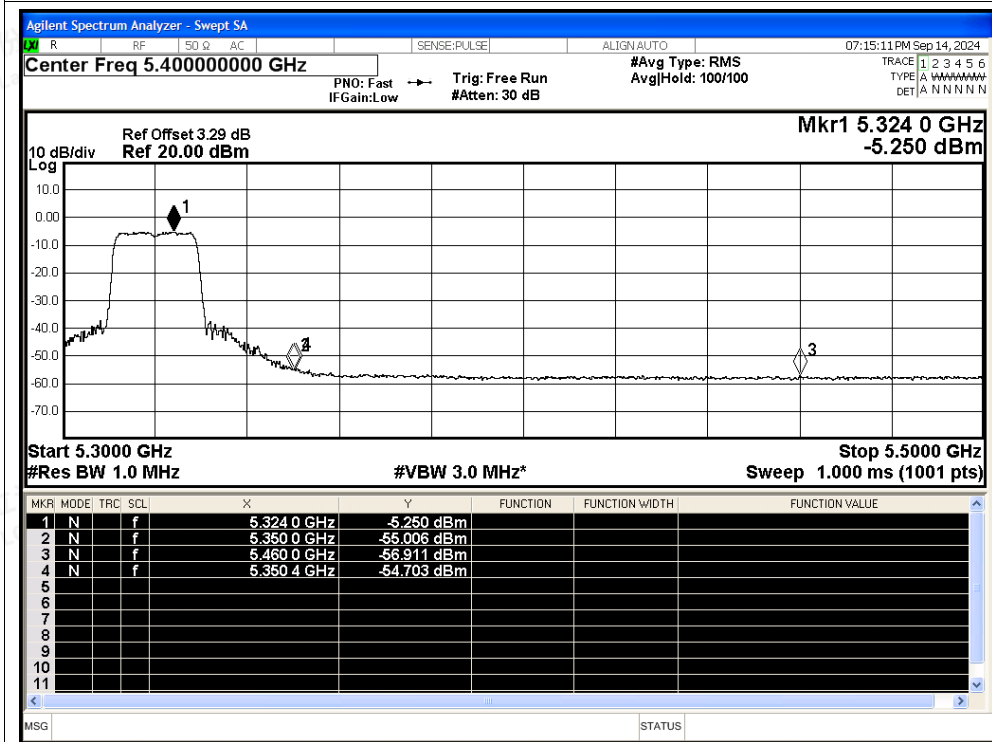 Agilent Spectrum Analyzer - Swept SA
LXI R RF 50 Ω AC SENSE:PULSE ALIGN AUTO 07:15:11 PM Sep 14, 2024
Center Freq 5.400000000 GHz
PNO: Fast
IFGain:Low
Trig: Free Run
#Atten: 30 dB
#Avg Type: RMS
Avg|Hold: 100/100
TRACE 1 2 3 4 5 6
TYPE A WWWWW
DET A N N N N N
Mkr1 5.324 0 GHz
-5.250 dBm
Ref Offset 3.29 dB
10 dB/div Ref 20.00 dBm
Log
10.0
0.00
-10.0
-20.0
-30.0
-40.0
-50.0
-60.0
-70.0
1
2
4
3
Start 5.3000 GHz Stop 5.5000 GHz
#Res BW 1.0 MHz #VBW 3.0 MHz* Sweep 1.000 ms (1001 pts)
MKR MODE TRC SCL X Y FUNCTION FUNCTION WIDTH FUNCTION VALUE
1 N f 5.324 0 GHz -5.250 dBm
2 N f 5.350 0 GHz -55.006 dBm
3 N f 5.460 0 GHz -56.911 dBm
4 N f 5.350 4 GHz -54.703 dBm
5
6
7
8
9
10
11
MSG STATUS